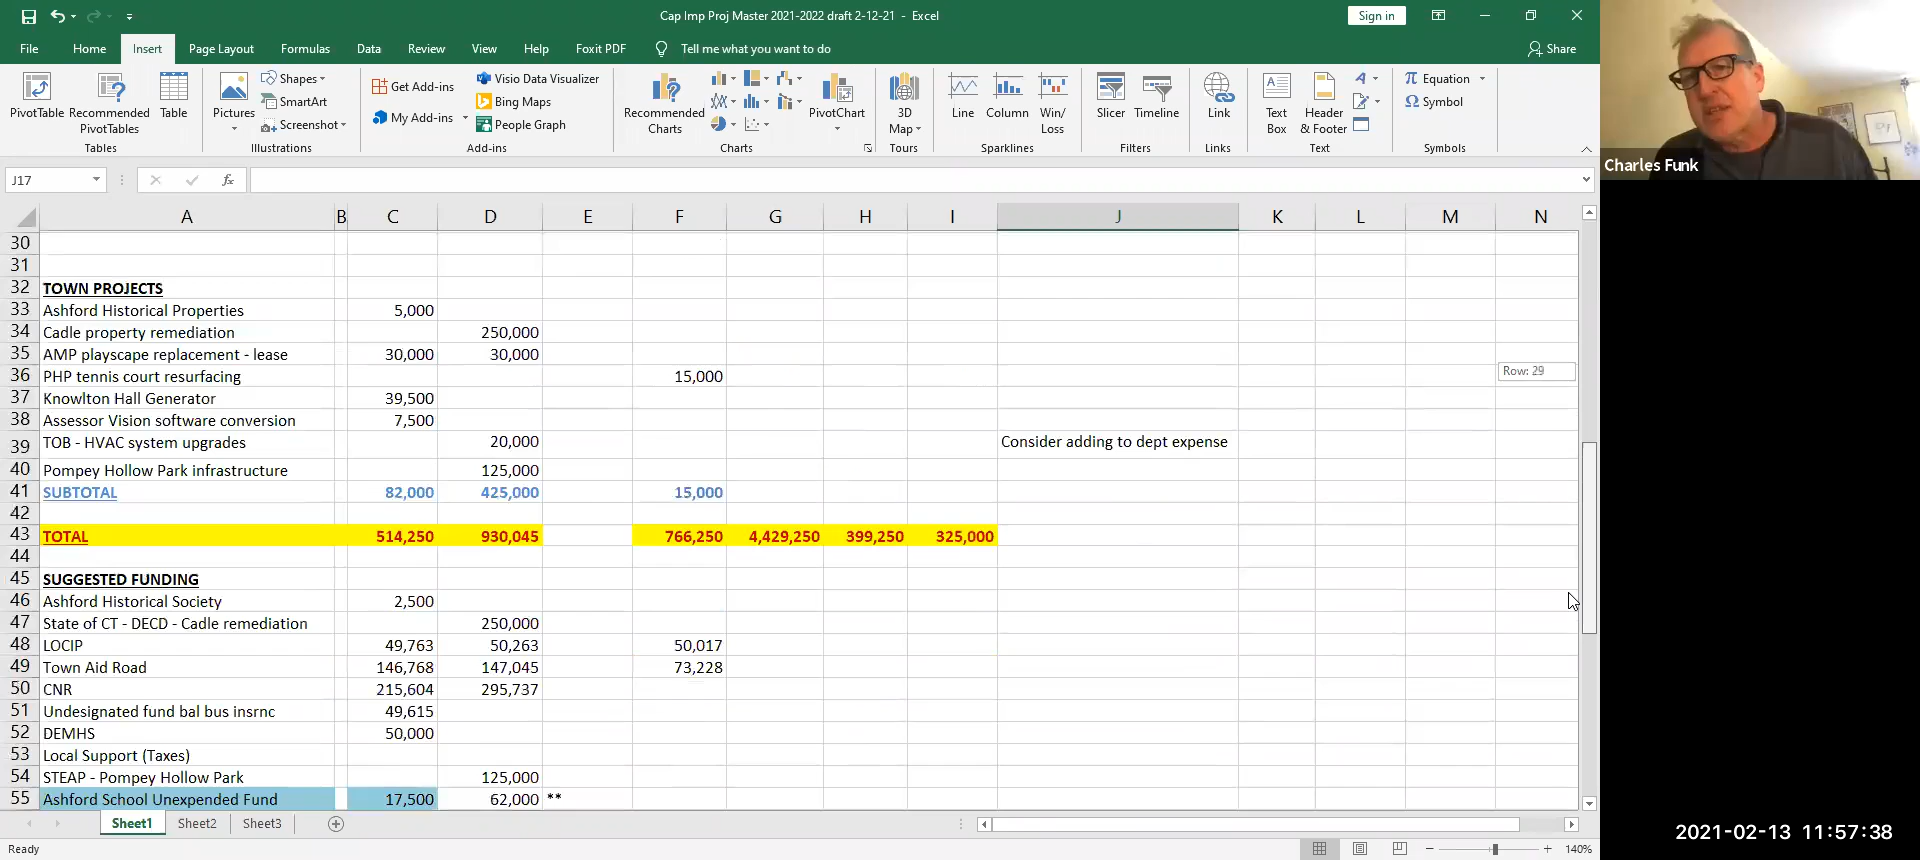 Cap Imp Proj Master 2021-2022 draft 2-12-21 - Excel
Sign in
File Home Insert Page Layout Formulas Data Review View Help Foxit PDF Tell me what you want to do Share
PivotTable Recommended PivotTables Table
Tables
Pictures Shapes SmartArt Screenshot
Illustrations
Get Add-ins My Add-ins Visio Data Visualizer Bing Maps People Graph
Add-ins
Recommended Charts PivotChart
Charts
3D Map
Tours
Line Column Win/Loss
Sparklines
Slicer Timeline
Filters
Link
Links
Text Box Header & Footer
Text
π Equation Ω Symbol
Symbols
Charles Funk
J17 fx
A B C D E F G H I J K L M N
30
31
32 TOWN PROJECTS
33 Ashford Historical Properties 5,000
34 Cadle property remediation 250,000
35 AMP playscape replacement - lease 30,000 30,000
36 PHP tennis court resurfacing 15,000
Row: 29
37 Knowlton Hall Generator 39,500
38 Assessor Vision software conversion 7,500
39 TOB - HVAC system upgrades 20,000 Consider adding to dept expense
40 Pompey Hollow Park infrastructure 125,000
41 SUBTOTAL 82,000 425,000 15,000
42
43 TOTAL 514,250 930,045 766,250 4,429,250 399,250 325,000
44
45 SUGGESTED FUNDING
46 Ashford Historical Society 2,500
47 State of CT - DECD - Cadle remediation 250,000
48 LOCIP 49,763 50,263 50,017
49 Town Aid Road 146,768 147,045 73,228
50 CNR 215,604 295,737
51 Undesignated fund bal bus insrnc 49,615
52 DEMHS 50,000
53 Local Support (Taxes)
54 STEAP - Pompey Hollow Park 125,000
55 Ashford School Unexpended Fund 17,500 62,000 **
Sheet1 Sheet2 Sheet3
Ready 140%
2021-02-13 11:57:38